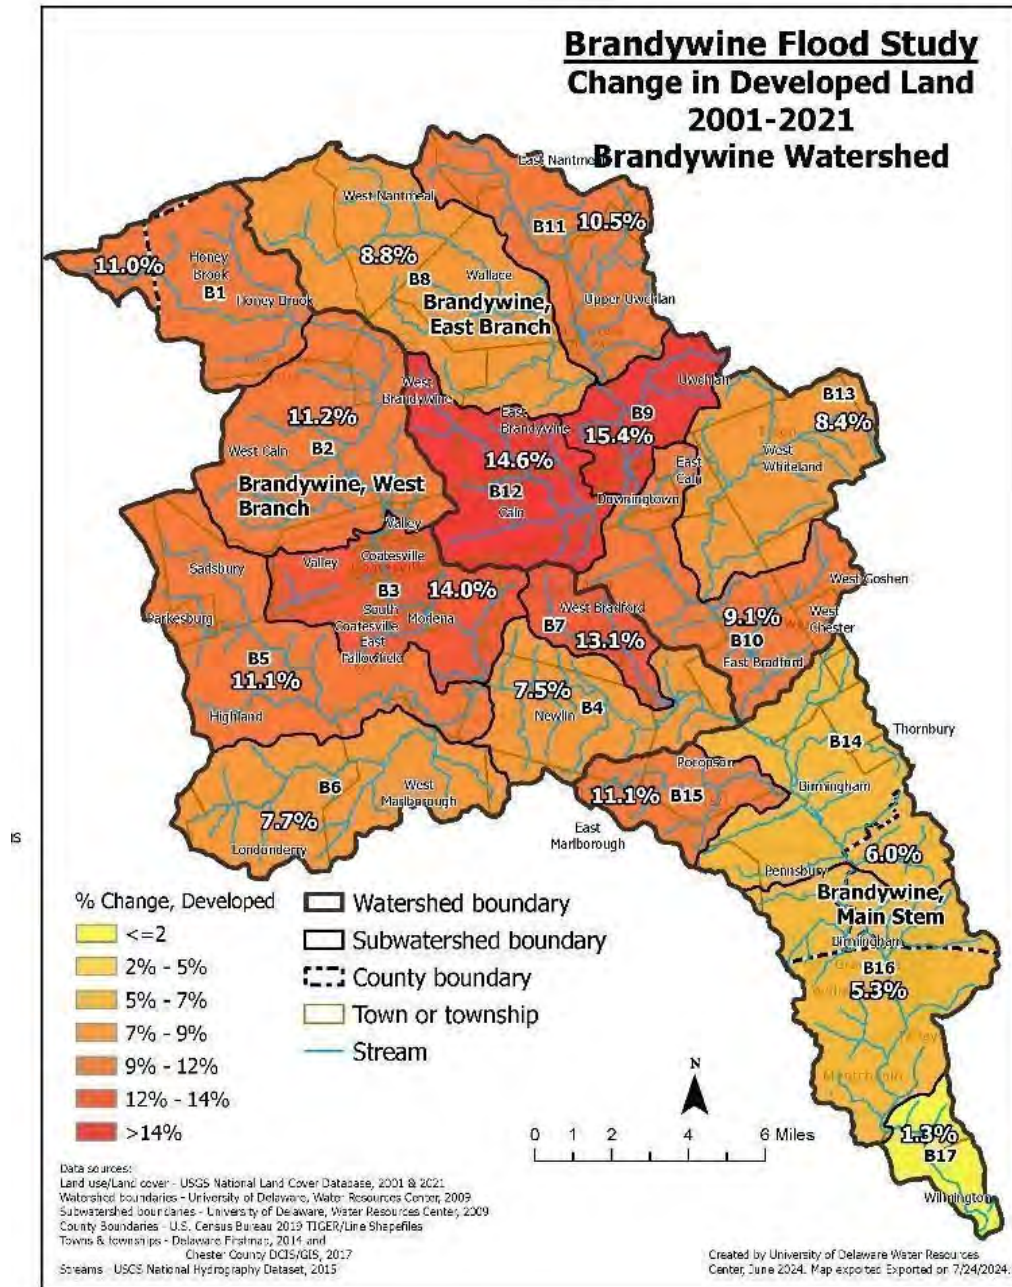 Brandywine Flood Study
Change in Developed Land
2001-2021
Brandywine Watershed
East Nantm
West Nantmeal
B11 10.5%
11.0%
Honey
Brook
B1
Honey Brook
8.8%
B8
Wallace
Brandywine,
East Branch
Upper Uwchlan
West
Brandywine
Uwchlan
B13
8.4%
11.2%
East
Brandywine
B9
15.4%
West
Whiteland
West Caln
B2
14.6%
East
Caln
Brandywine, West
Branch
B12
Caln
Downingtown
Valley
Valley
Coatesville
Sadsbury
B3
14.0%
West Goshen
Parkesburg
South
Coatesville
Modena
West Bradford
B7
13.1%
9.1%
B10
West
Chester
East
Fallowfield
East Bradford
B5
11.1%
7.5%
Newlin
B4
Highland
Thornbury
B14
Pocopson
B6
West
Marlborough
11.1%
B15
Birmingham
7.7%
Londonderry
East
Marlborough
6.0%
Pennsbury
Brandywine,
Main Stem
Birmingham
B16
5.3%
1.3%
B17
Wilmington
IS
% Change, Developed
<=2
2% - 5%
5% - 7%
7% - 9%
9% - 12%
12% - 14%
>14%
Watershed boundary
Subwatershed boundary
County boundary
Town or township
Stream
N
0 1 2 4 6 Miles
Data sources:
Land use/Land cover - USGS National Land Cover Database, 2001 & 2021
Watershed boundaries - University of Delaware, Water Resources Center, 2009
Subwatershed boundaries - University of Delaware, Water Resources Center, 2009
County Boundaries - U.S. Census Bureau 2019 TIGER/Line Shapefiles
Towns & townships - Delaware Firstmap, 2014 and
Chester County DCIS/GIS, 2017
Streams - USGS National Hydrography Dataset, 2015
Created by University of Delaware Water Resources
Center, June 2024. Map exported Exported on 7/24/2024.